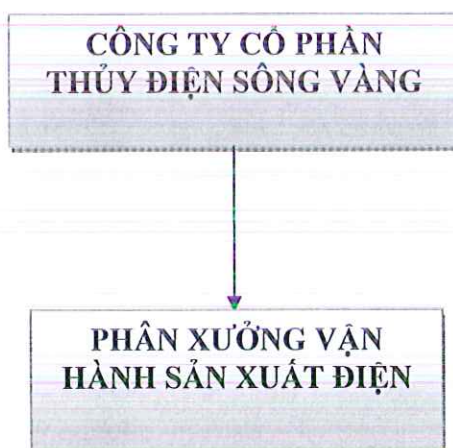 CÔNG TY CỔ PHẦN
THỦY ĐIỆN SÔNG VÀNG
PHÂN XƯỞNG VẬN
HÀNH SẢN XUẤT ĐIỆN